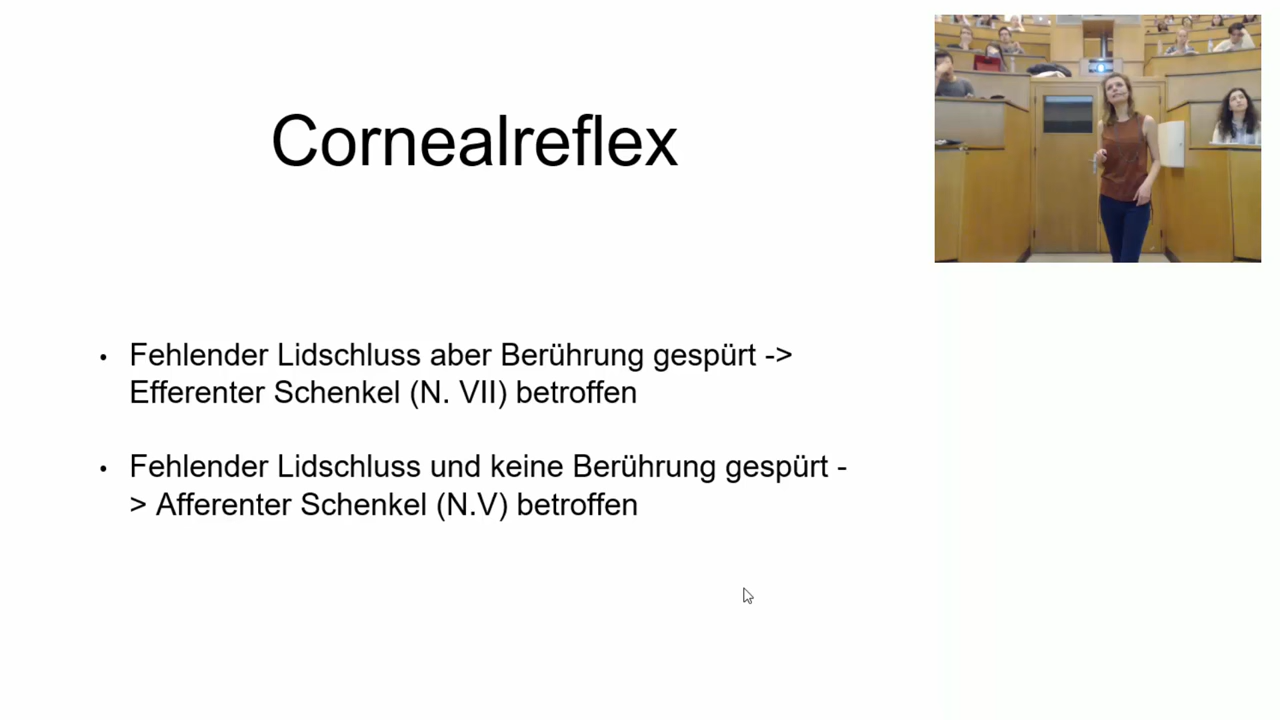 Cornealreflex
• Fehlender Lidschluss aber Berührung gespürt ->
Efferenter Schenkel (N. VII) betroffen
• Fehlender Lidschluss und keine Berührung gespürt -
> Afferenter Schenkel (N.V) betroffen